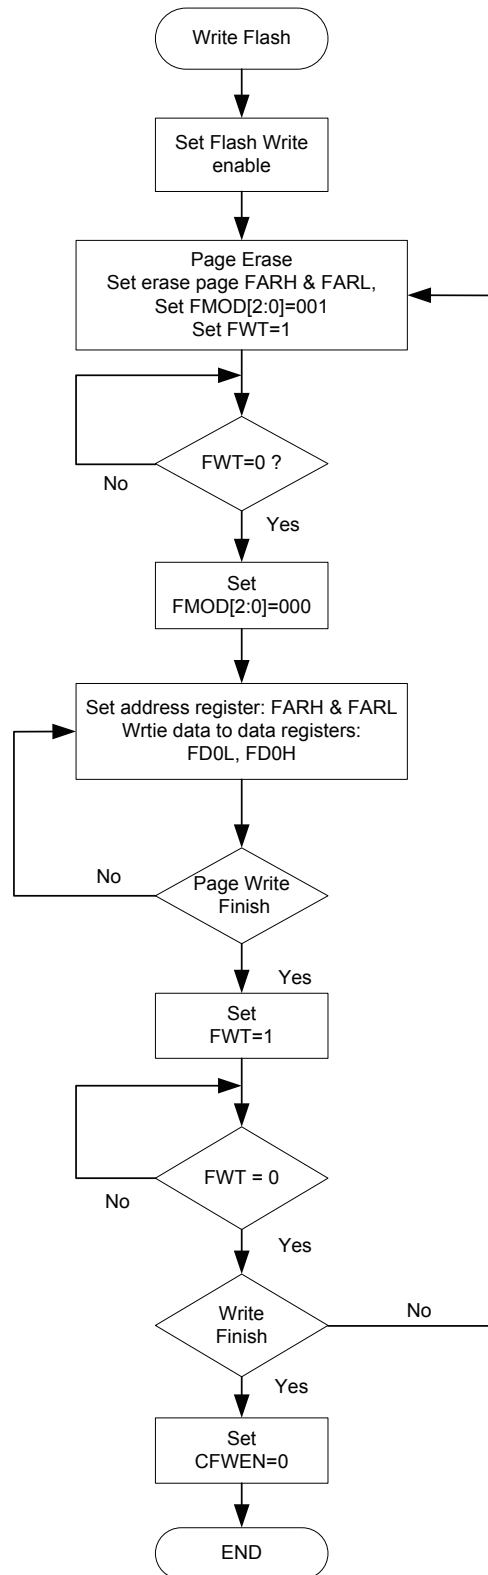 Write Flash
Set Flash Write
enable
Page Erase
Set erase page FARH & FARL,
Set FMOD[2:0]=001
Set FWT=1
FWT=0 ?
No
Yes
Set
FMOD[2:0]=000
Set address register: FARH & FARL
Wrtie data to data registers:
FD0L, FD0H
No
Page Write
Finish
Yes
Set
FWT=1
FWT = 0
No
Yes
Write
Finish
No
Yes
Set
CFWEN=0
END